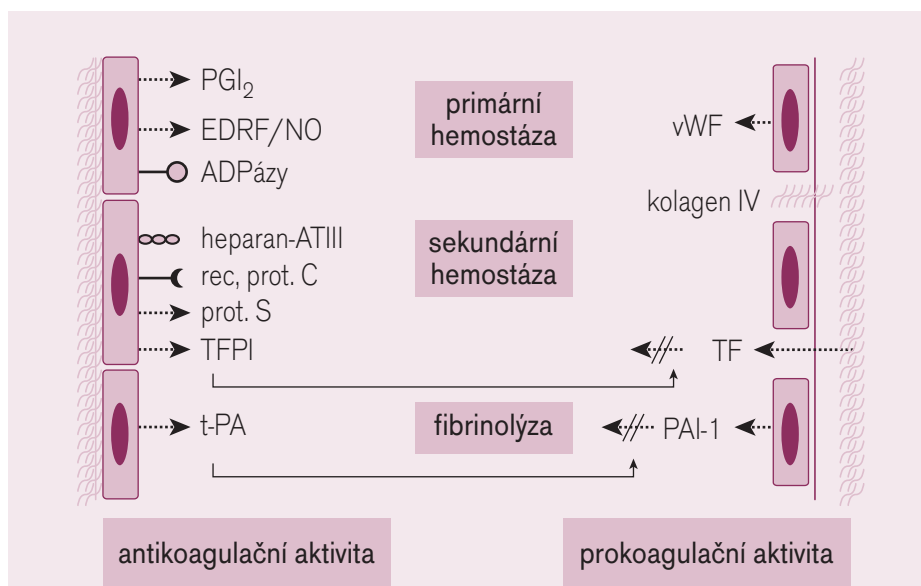 PGI₂
EDRF/NO
ADPázy
primární
hemostáza
vWF
kolagen IV
heparan-ATIII
rec, prot. C
prot. S
TFPI
sekundární
hemostáza
TF
t-PA
fibrinolýza
PAI-1
antikoagulační aktivita
prokoagulační aktivita